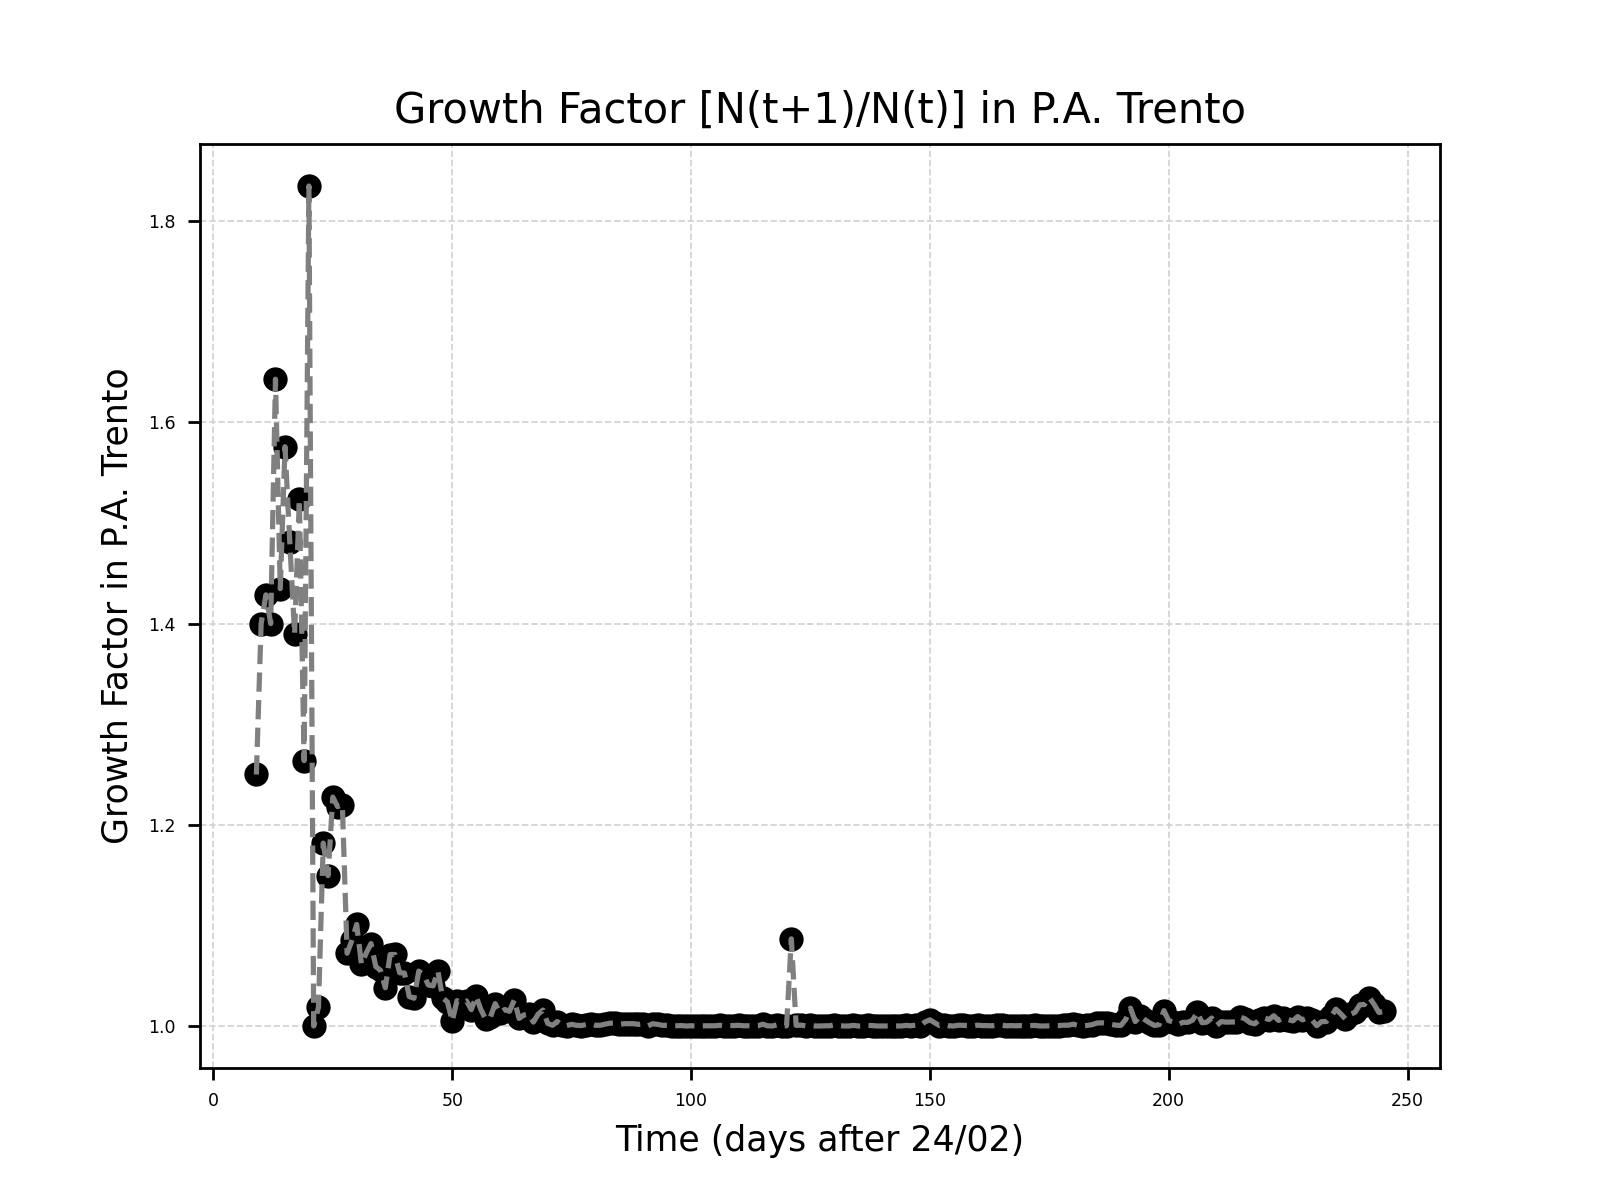 Growth Factor [N(t+1)/N(t)] in P.A. Trento
Growth Factor in P.A. Trento
1.8
1.6
1.4
1.2
1.0
0 50 100 150 200 250
Time (days after 24/02)